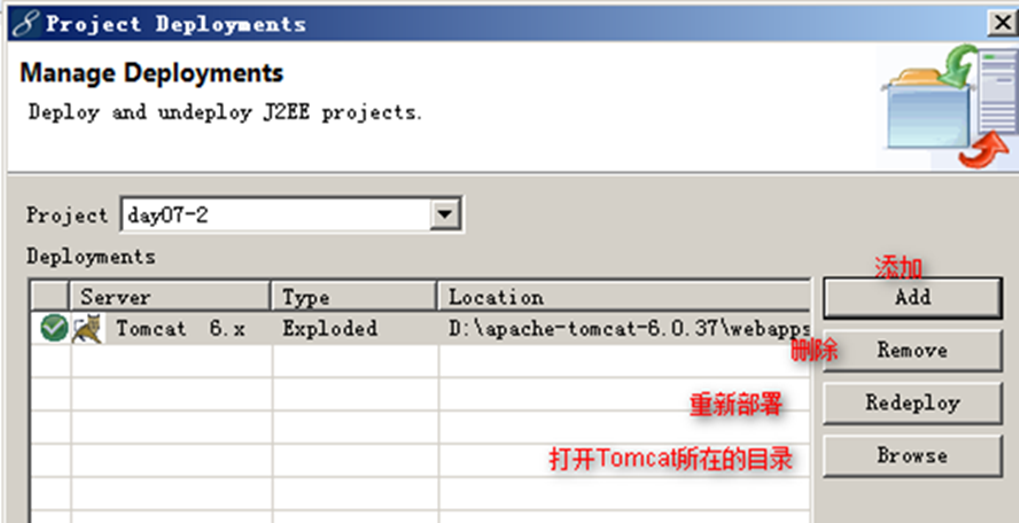 Project Deployments
Manage Deployments
Deploy and undeploy J2EE projects.
Project day07-2
Deployments
添加
Server Type Location Add
Tomcat 6.x Exploded D:\apache-tomcat-6.0.37\webapps
删除 Remove
重新部署 Redeploy
打开Tomcat所在的目录 Browse